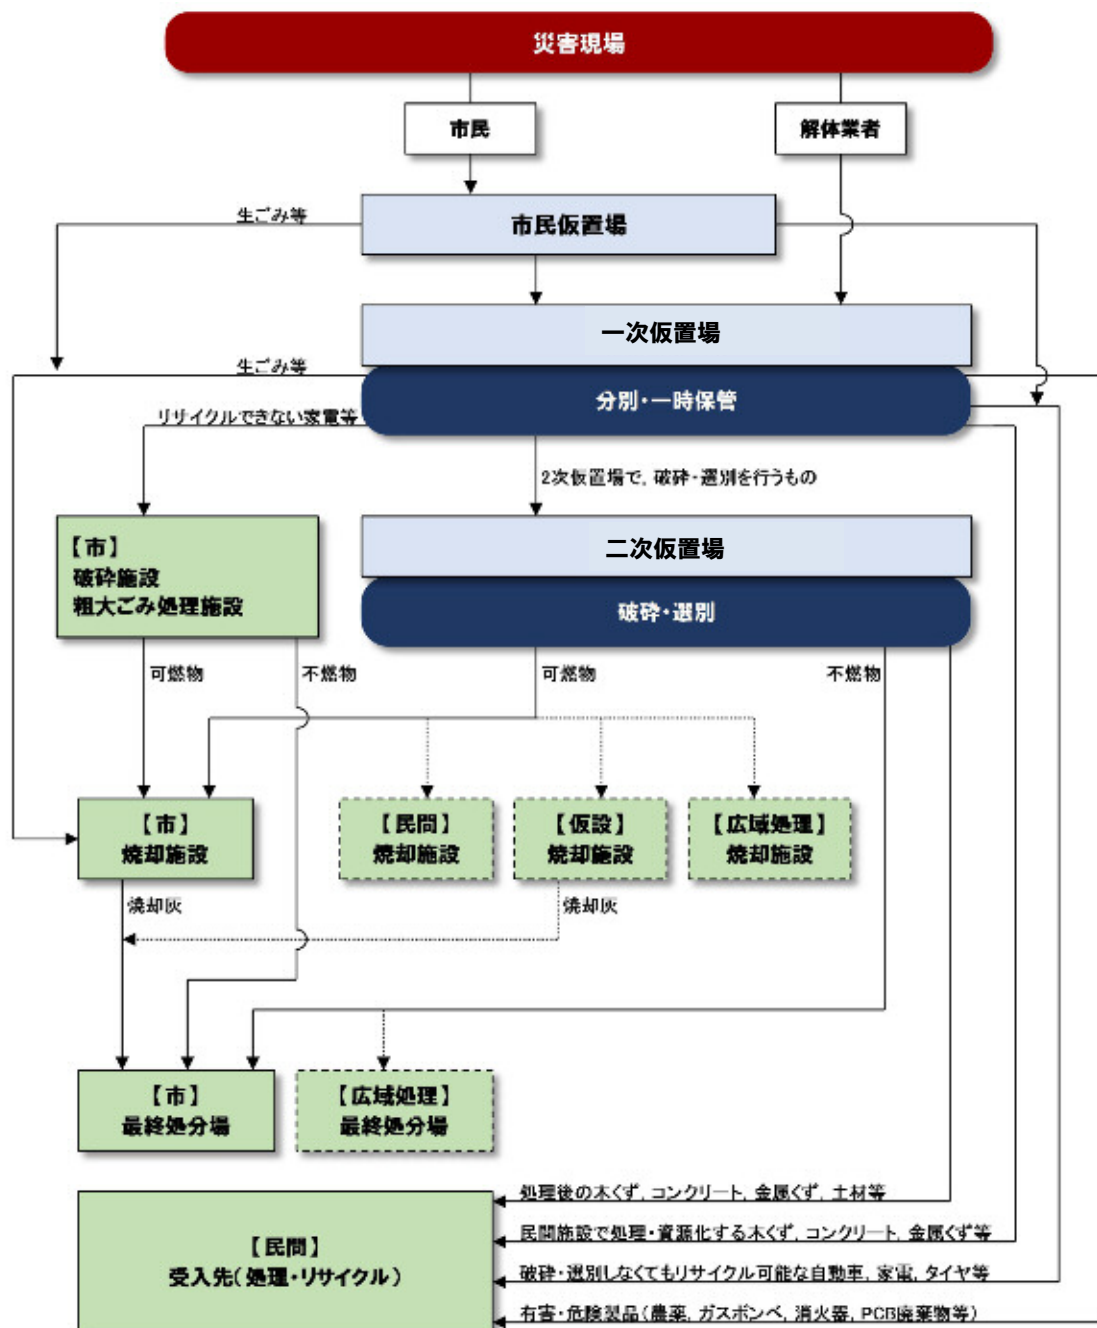 災害現場
市民
解体業者
生ごみ等
市民仮置場
一次仮置場
生ごみ等
分別・一時保管
リサイクルできない家電等
2次仮置場で，破砕・選別を行うもの
【市】
破砕施設
粗大ごみ処理施設
二次仮置場
破砕・選別
可燃物
不燃物
可燃物
不燃物
【市】
焼却施設
【民間】
焼却施設
【仮設】
焼却施設
【広域処理】
焼却施設
焼却灰
焼却灰
【市】
最終処分場
【広域処理】
最終処分場
処理後の木くず，コンクリート，金属くず，土材等
【民間】
受入先（処理・リサイクル）
民間施設で処理・資源化する木くず，コンクリート，金属くず等
破砕・選別しなくてもリサイクル可能な自動車，家電，タイヤ等
有害・危険製品（農薬，ガスボンベ，消火器，PCB廃棄物等）